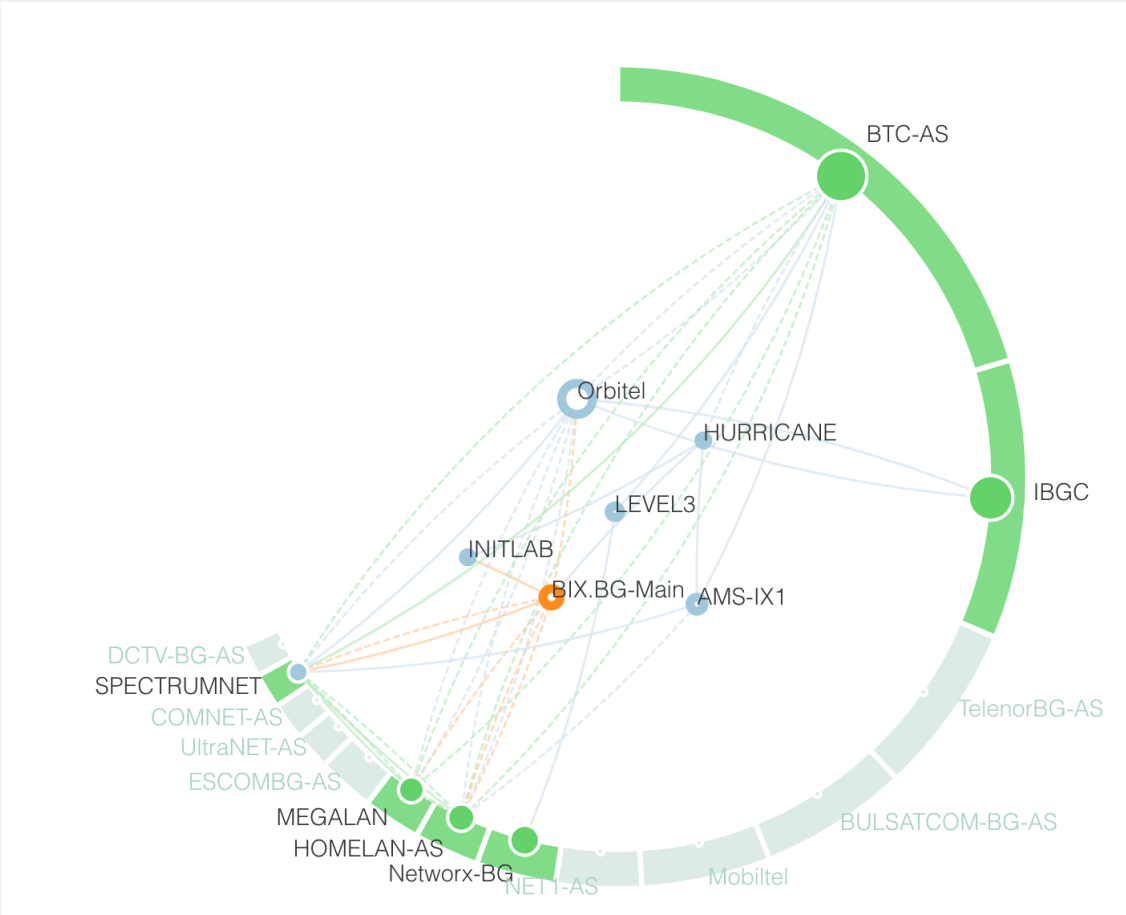 BTC-AS
Orbitel
HURRICANE
IBGC
LEVEL3
INITLAB
BIX.BG-Main
AMS-IX1
DCTV-BG-AS
SPECTRUMNET
TelenorBG-AS
COMNET-AS
UltraNET-AS
ESCOMBG-AS
MEGALAN
BULSATCOM-BG-AS
HOMELAN-AS
Networx-BG
Mobiltel
NET1-AS